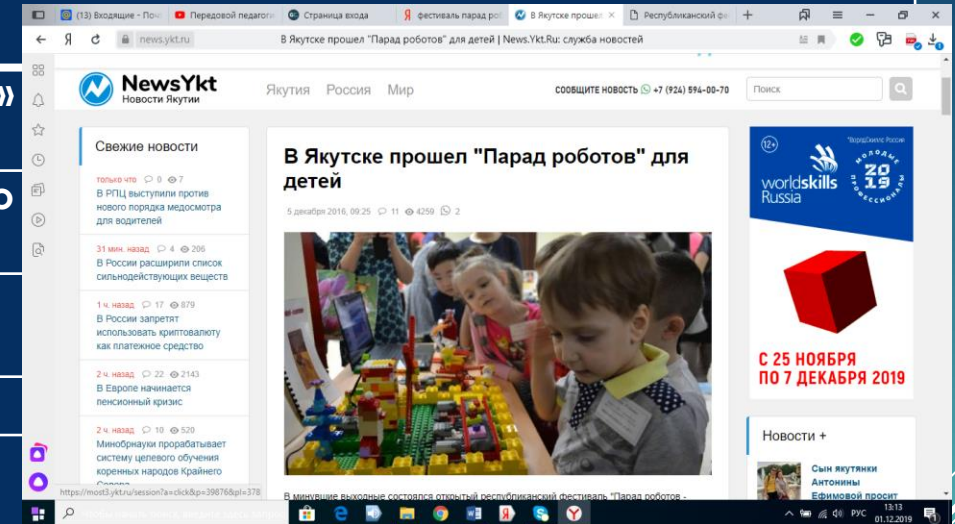 »
о
(13) Входящие - Поч
Передовой педагоги
Страница входа
фестиваль парад роб
В Якутске прошел
Республиканский фе
Я
news.ykt.ru
В Якутске прошел "Парад роботов" для детей | News.Ykt.Ru: служба новостей
NewsYkt
Новости Якутии
Якутия Россия Мир
СООБЩИТЕ НОВОСТЬ +7 (924) 594-00-70
Поиск
Свежие новости
только что 0 7
В РПЦ выступили против
нового порядка медосмотра
для водителей
31 мин. назад 4 206
В России расширили список
сильнодействующих веществ
1 ч. назад 17 879
В России запретят
использовать криптовалюту
как платежное средство
2 ч. назад 22 2143
В Европе начинается
пенсионный кризис
2 ч. назад 10 520
Минобрнауки прорабатывает
систему целевого обучения
коренных народов Крайнего
Севера
В Якутске прошел "Парад роботов" для
детей
5 декабря 2016, 09:25 11 4259 2
В минувшие выходные состоялся открытый республиканский фестиваль "Парад роботов -
12+
worldskills
Russia
20
19
С 25 НОЯБРЯ
ПО 7 ДЕКАБРЯ 2019
Новости +
Сын якутянки
Антонины
Ефимовой просит
https://most3.ykt.ru/session?a=click&p=39876&pl=378
РУС
13:13
01.12.2019